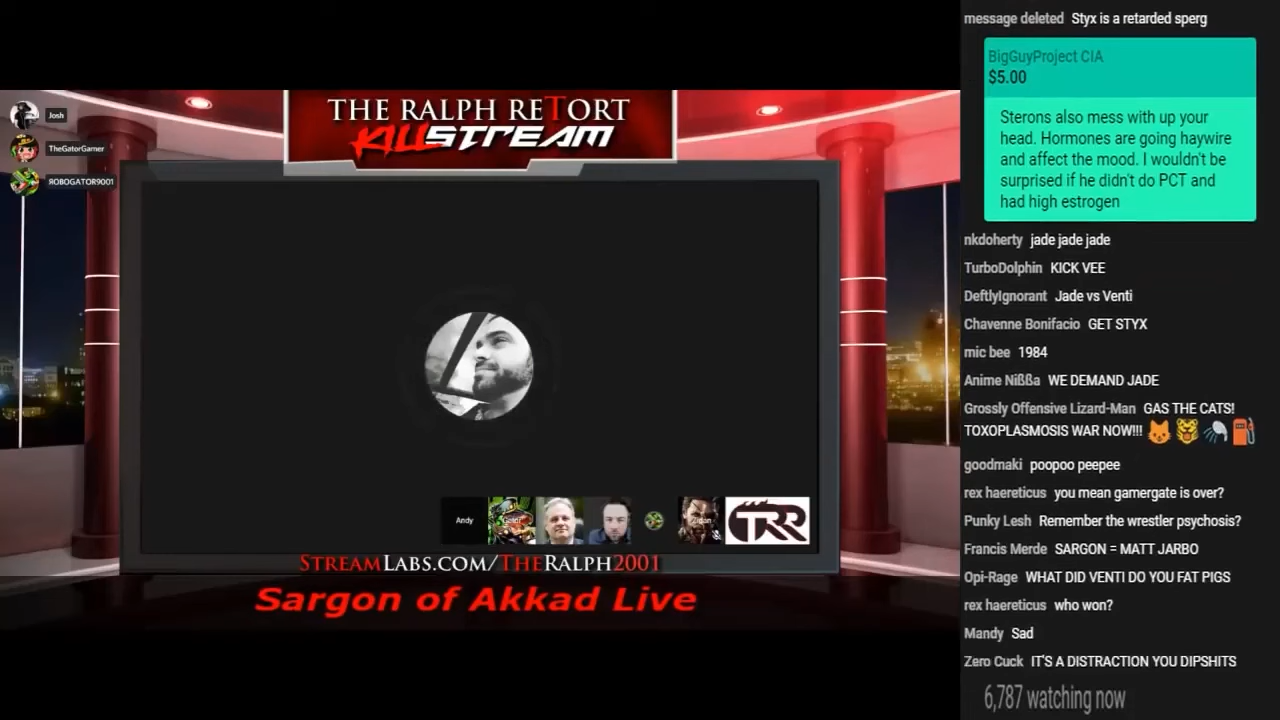 THE RALPH RETORT
KILLSTREAM
Josh
TheGatorGamer
ROBOGATOR9001
Andy
TRR
STREAMLABS.COM/THERALPH2001
Sargon of Akkad Live
message deleted Styx is a retarded sperg
BigGuyProject CIA
$5.00
Sterons also mess with up your
head. Hormones are going haywire
and affect the mood. I wouldn't be
surprised if he didn't do PCT and
had high estrogen
nkdoherty jade jade jade
TurboDolphin KICK VEE
DeftlyIgnorant Jade vs Venti
Chavenne Bonifacio GET STYX
mic bee 1984
Anime Nißßa WE DEMAND JADE
Grossly Offensive Lizard-Man GAS THE CATS!
TOXOPLASMOSIS WAR NOW!!! 🐱 🐯 🚿 ⛽
goodmaki poopoo peepee
rex haereticus you mean gamergate is over?
Punky Lesh Remember the wrestler psychosis?
Francis Merde SARGON = MATT JARBO
Opi-Rage WHAT DID VENTI DO YOU FAT PIGS
rex haereticus who won?
Mandy Sad
Zero Cuck IT'S A DISTRACTION YOU DIPSHITS
6,787 watching now